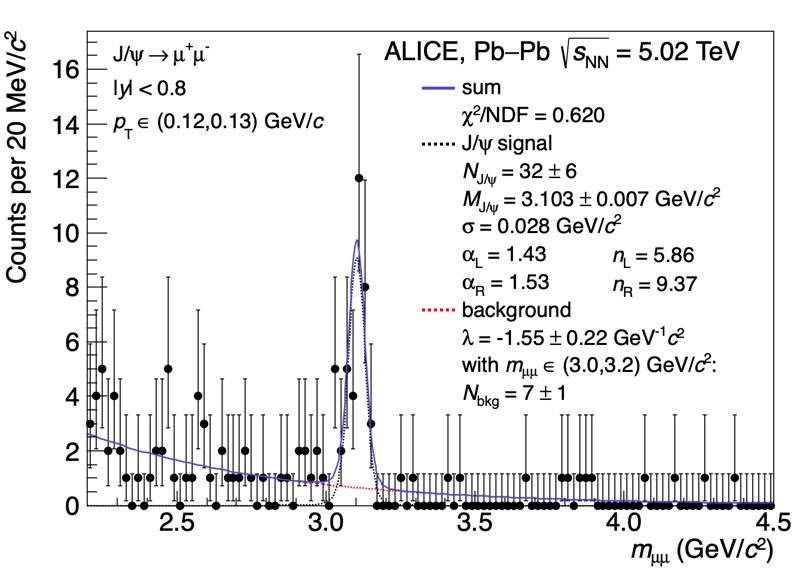 J/ψ → μ⁺μ⁻
|y| < 0.8
p_T ∈ (0.12,0.13) GeV/c
ALICE, Pb–Pb √s_NN = 5.02 TeV
sum
χ²/NDF = 0.620
J/ψ signal
N_J/ψ = 32 ± 6
M_J/ψ = 3.103 ± 0.007 GeV/c²
σ = 0.028 GeV/c²
α_L = 1.43 n_L = 5.86
α_R = 1.53 n_R = 9.37
background
λ = -1.55 ± 0.22 GeV⁻¹c²
with m_μμ ∈ (3.0,3.2) GeV/c²:
N_bkg = 7 ± 1
Counts per 20 MeV/c²
16
14
12
10
8
6
4
2
0
2.5 3.0 3.5 4.0 4.5
m_μμ (GeV/c²)